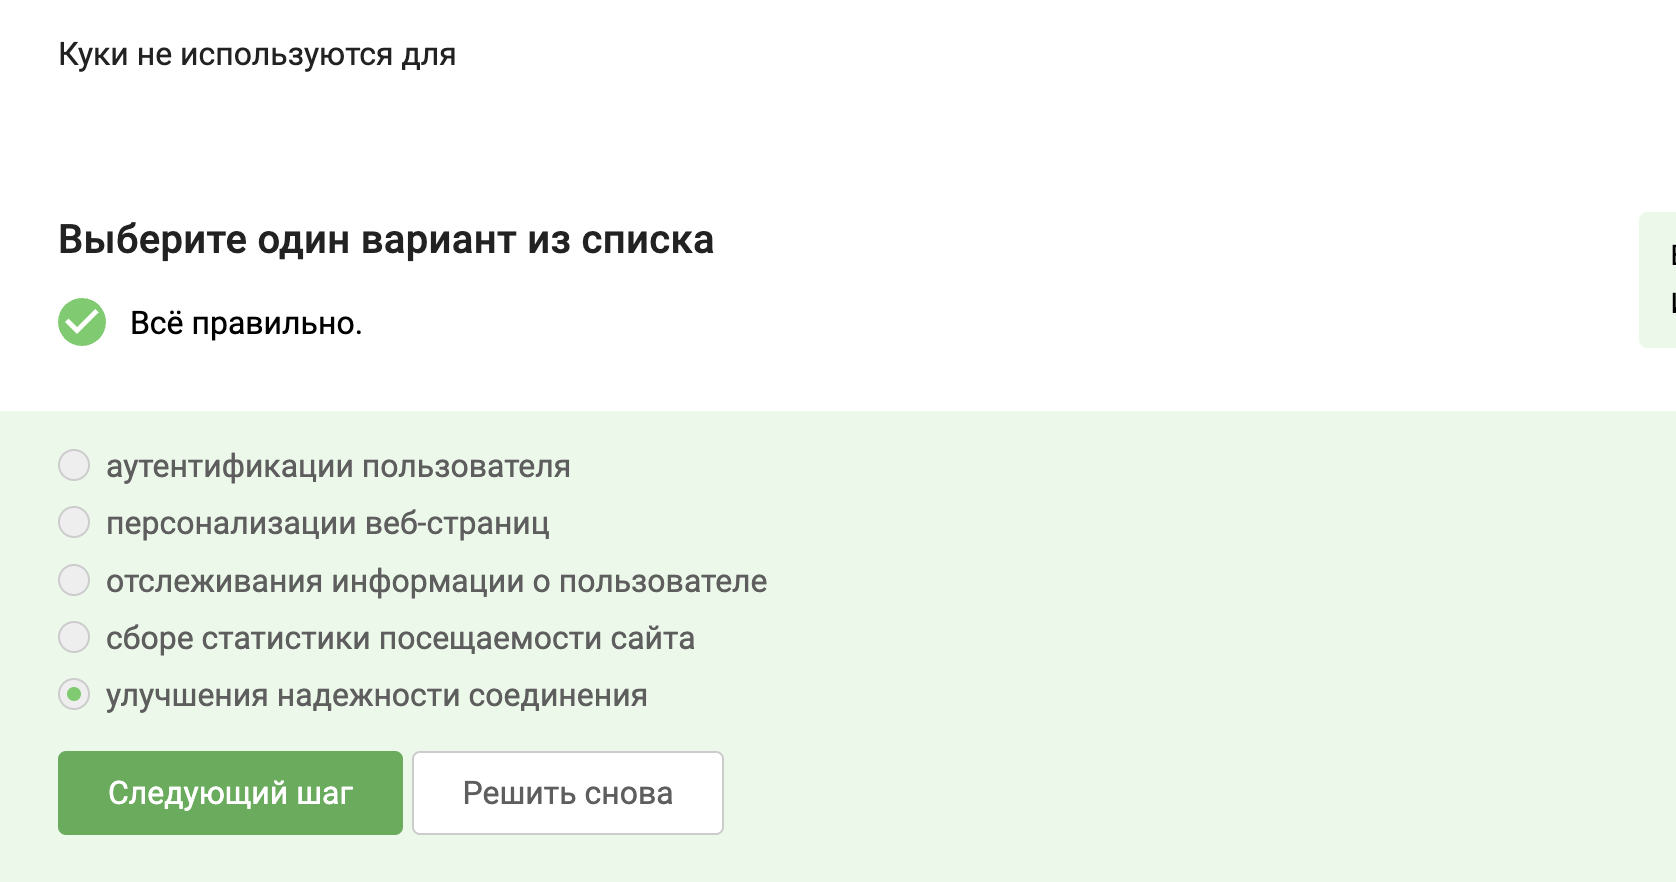 Куки не используются для
Выберите один вариант из списка
Всё правильно.
аутентификации пользователя
персонализации веб-страниц
отслеживания информации о пользователе
сборе статистики посещаемости сайта
улучшения надежности соединения
Следующий шаг
Решить снова